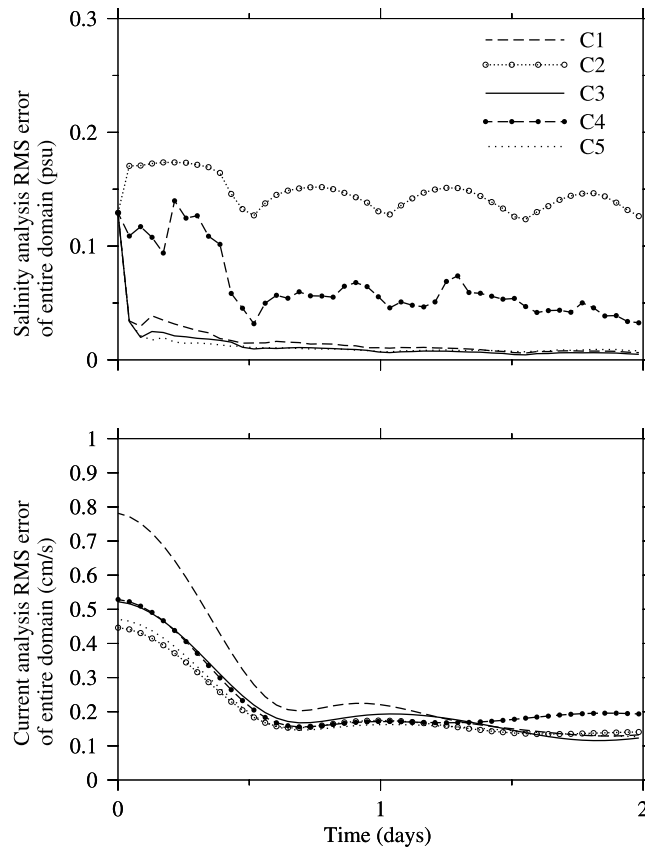 0.3
0.2
0.1
0
Salinity analysis RMS error
of entire domain (psu)
C1
C2
C3
C4
C5
1
0.9
0.8
0.7
0.6
0.5
0.4
0.3
0.2
0.1
0
Current analysis RMS error
of entire domain (cm/s)
0
1
2
Time (days)